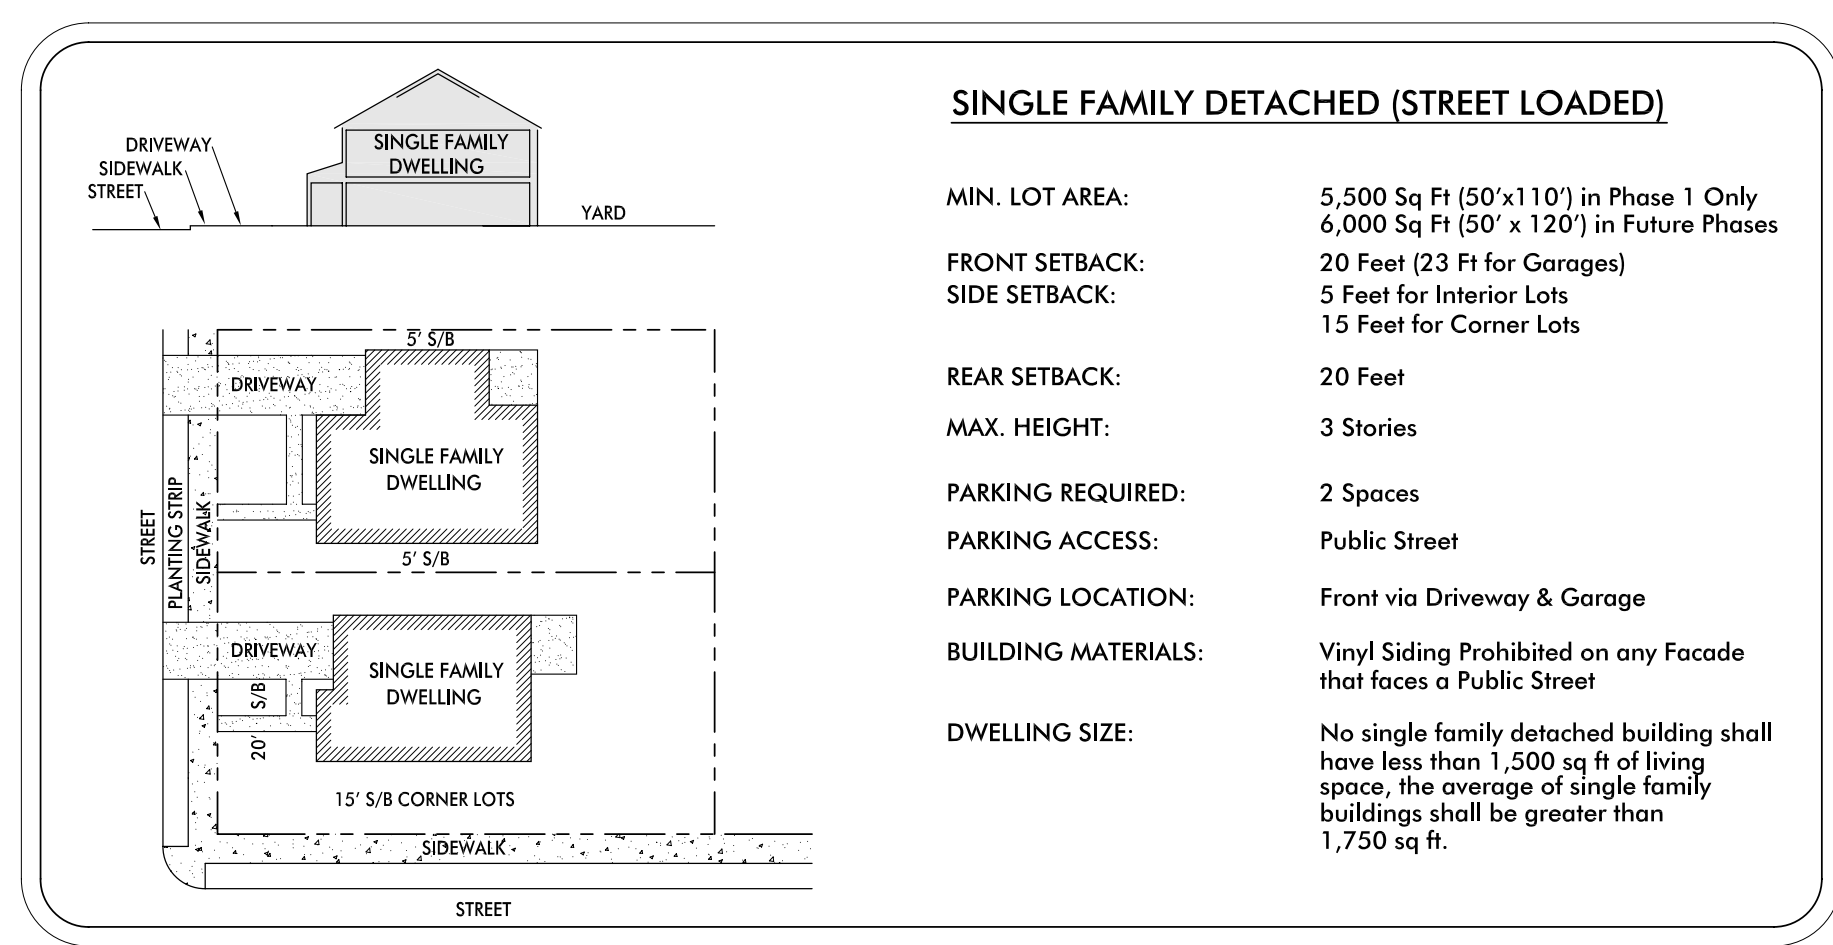 SINGLE FAMILY DETACHED (STREET LOADED)
DRIVEWAY
SIDEWALK
STREET
SINGLE FAMILY
DWELLING
YARD
5' S/B
DRIVEWAY
SINGLE FAMILY
DWELLING
STREET
PLANTING STRIP
SIDEWALK
5' S/B
DRIVEWAY
SINGLE FAMILY
DWELLING
20' S/B
15' S/B CORNER LOTS
SIDEWALK
STREET
MIN. LOT AREA: 5,500 Sq Ft (50'x110') in Phase 1 Only
6,000 Sq Ft (50' x 120') in Future Phases
FRONT SETBACK: 20 Feet (23 Ft for Garages)
SIDE SETBACK: 5 Feet for Interior Lots
15 Feet for Corner Lots
REAR SETBACK: 20 Feet
MAX. HEIGHT: 3 Stories
PARKING REQUIRED: 2 Spaces
PARKING ACCESS: Public Street
PARKING LOCATION: Front via Driveway & Garage
BUILDING MATERIALS: Vinyl Siding Prohibited on any Facade
that faces a Public Street
DWELLING SIZE: No single family detached building shall
have less than 1,500 sq ft of living
space, the average of single family
buildings shall be greater than
1,750 sq ft.